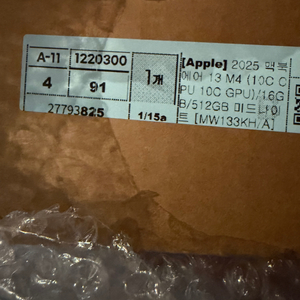 A-11 1220300 1개 [Apple] 2025 맥북
에어 13 M4 (10C C
4 91 PU 10C GPU)/16G
B/512GB 미드나이
27793825 1/15a 트 [MW133KH/A]